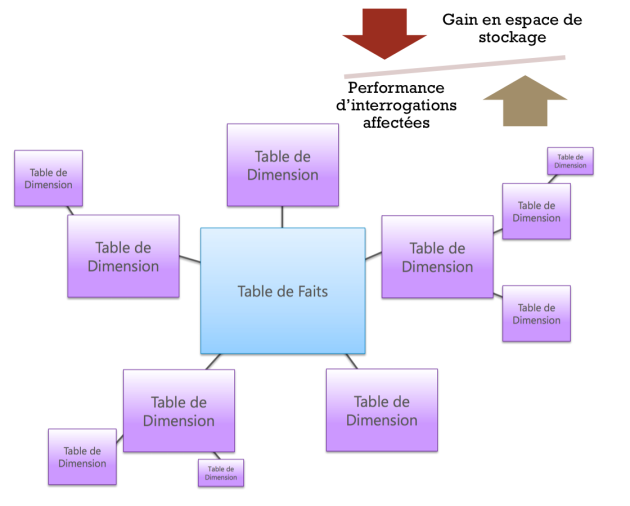 Gain en espace de
stockage
Performance
d'interrogations
affectées
Table de
Dimension
Table de
Dimension
Table de
Dimension
Table de
Dimension
Table de
Dimension
Table de
Dimension
Table de
Dimension
Table de Faits
Table de
Dimension
Table de
Dimension
Table de
Dimension
Table de
Dimension
Table de
Dimension